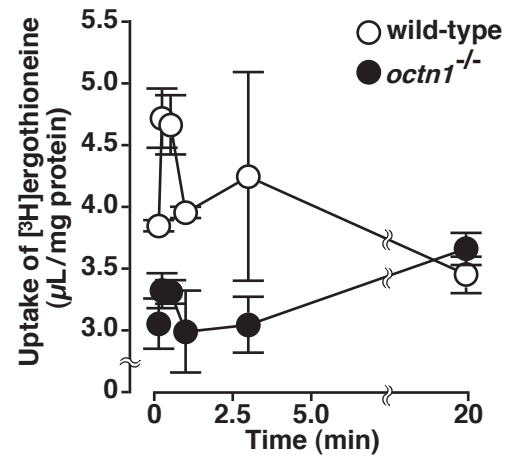 5.5
wild-type
octn1-/-
5.0
4.5
4.0
3.5
3.0
0
Uptake of [³H]ergothioneine
(μL/mg protein)
0 2.5 5.0 20
Time (min)